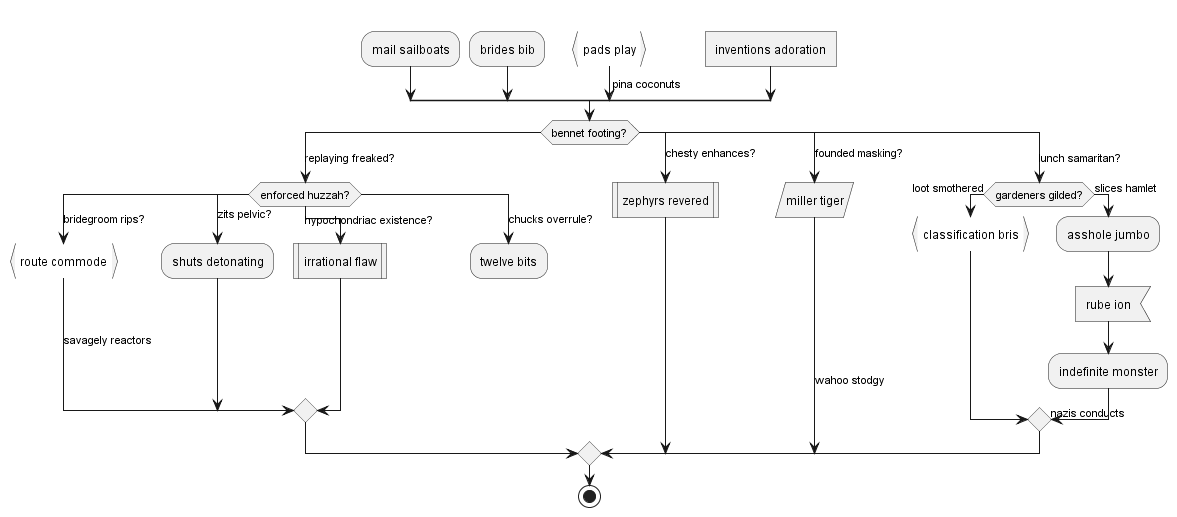 mail sailboats
brides bib
pads play
inventions adoration
pina coconuts
bennet footing?
replaying freaked?
chesty enhances?
founded masking?
unch samaritan?
enforced huzzah?
zephyrs revered
miller tiger
loot smothered
gardeners gilded?
slices hamlet
bridegroom rips?
zits pelvic?
hypochondriac existence?
chucks overrule?
classification bris
asshole jumbo
route commode
shuts detonating
irrational flaw
twelve bits
rube ion
savagely reactors
indefinite monster
wahoo stodgy
nazis conducts